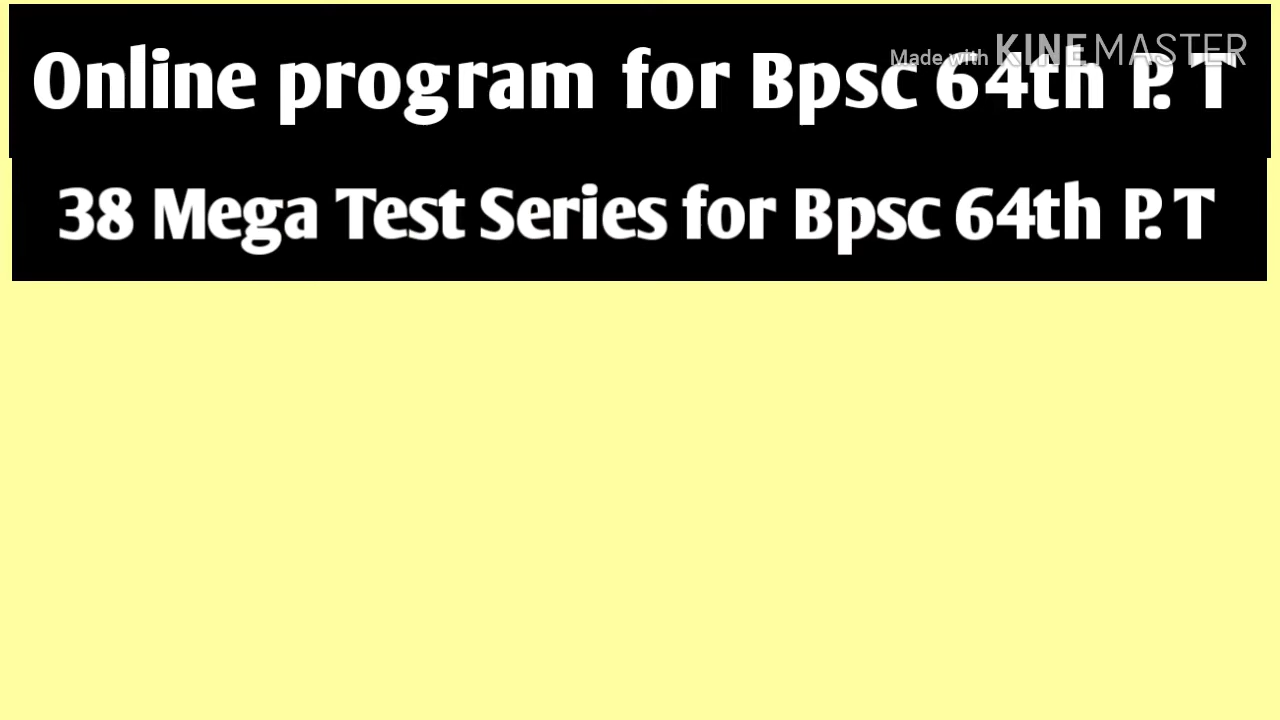 Made with KINEMASTER
Online program for Bpsc 64th P. T
38 Mega Test Series for Bpsc 64th P. T